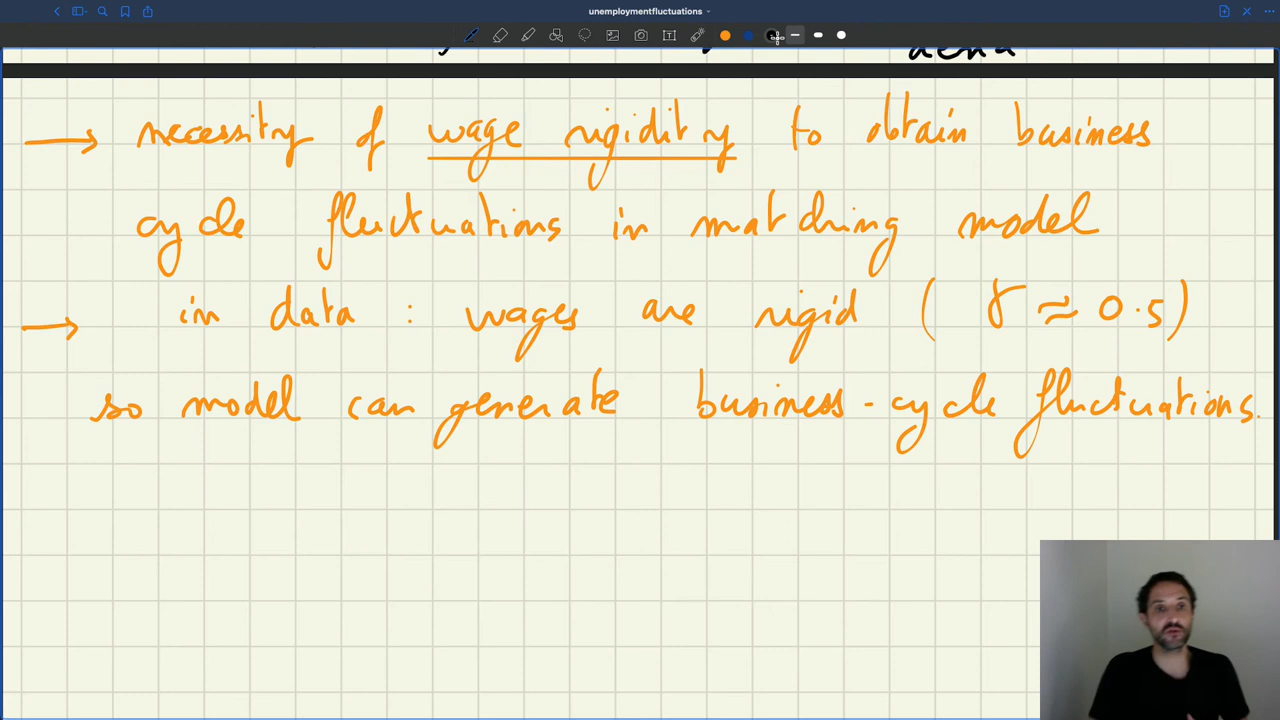 unemploymentfluctuations
→ necessity of wage rigidity to obtain business
cycle fluctuations in matching model
→ in data : wages are rigid ( γ ≈ 0.5 )
so model can generate business-cycle fluctuations.